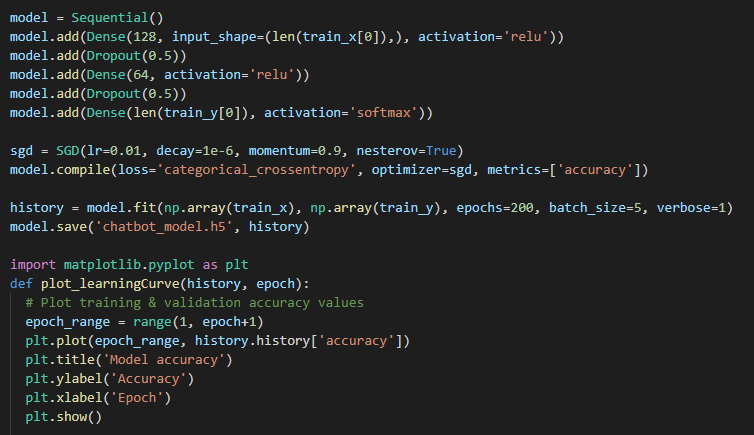 model = Sequential()
model.add(Dense(128, input_shape=(len(train_x[0]),), activation='relu'))
model.add(Dropout(0.5))
model.add(Dense(64, activation='relu'))
model.add(Dropout(0.5))
model.add(Dense(len(train_y[0]), activation='softmax'))

sgd = SGD(lr=0.01, decay=1e-6, momentum=0.9, nesterov=True)
model.compile(loss='categorical_crossentropy', optimizer=sgd, metrics=['accuracy'])

history = model.fit(np.array(train_x), np.array(train_y), epochs=200, batch_size=5, verbose=1)
model.save('chatbot_model.h5', history)

import matplotlib.pyplot as plt
def plot_learningCurve(history, epoch):
  # Plot training & validation accuracy values
  epoch_range = range(1, epoch+1)
  plt.plot(epoch_range, history.history['accuracy'])
  plt.title('Model accuracy')
  plt.ylabel('Accuracy')
  plt.xlabel('Epoch')
  plt.show()